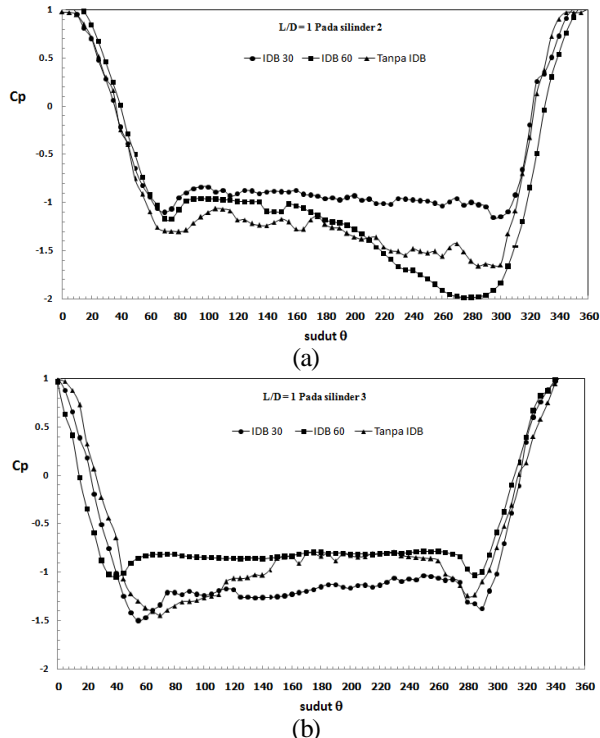 L/D = 1 Pada silinder 2
IDB 30 IDB 60 Tanpa IDB
Cp
1
0.5
0
-0.5
-1
-1.5
-2
0 20 40 60 80 100 120 140 160 180 200 220 240 260 280 300 320 340 360
sudut θ
(a)
L/D = 1 Pada silinder 3
IDB 30 IDB 60 Tanpa IDB
Cp
1
0.5
0
-0.5
-1
-1.5
-2
0 20 40 60 80 100 120 140 160 180 200 220 240 260 280 300 320 340 360
sudut θ
(b)